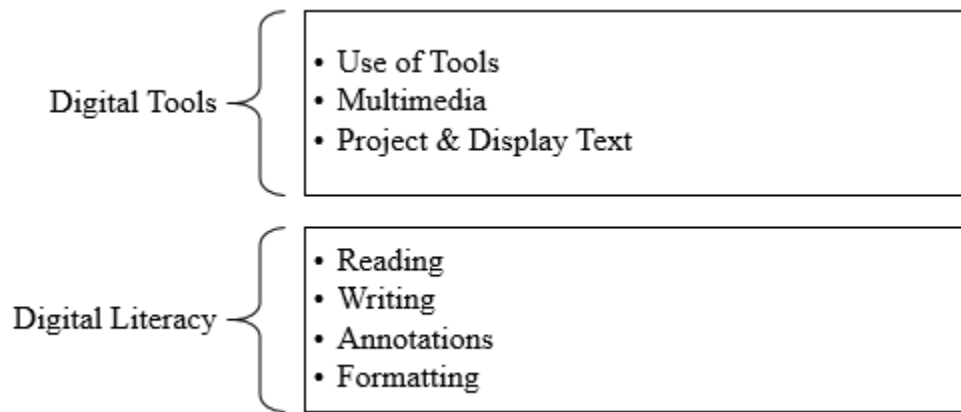 Digital Tools
• Use of Tools
• Multimedia
• Project & Display Text
Digital Literacy
• Reading
• Writing
• Annotations
• Formatting